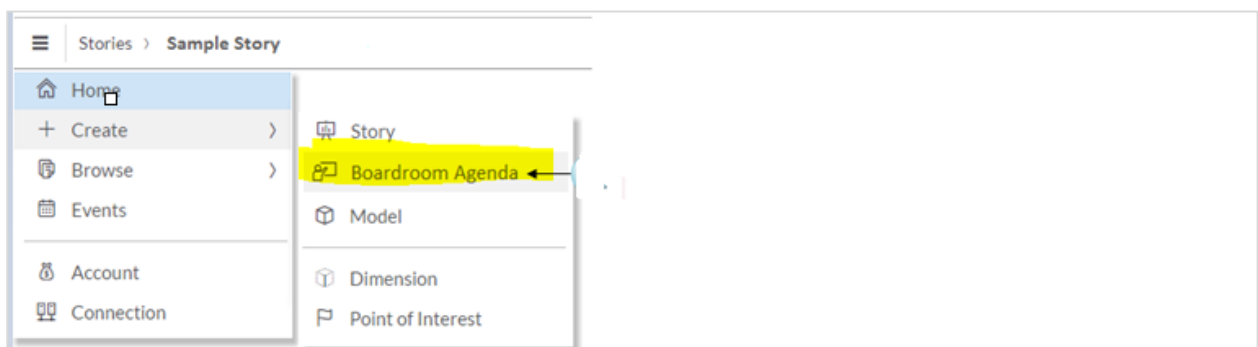 Stories > Sample Story
Home
Create >
Browse >
Events
Account
Connection
Story
Boardroom Agenda
Model
Dimension
Point of Interest